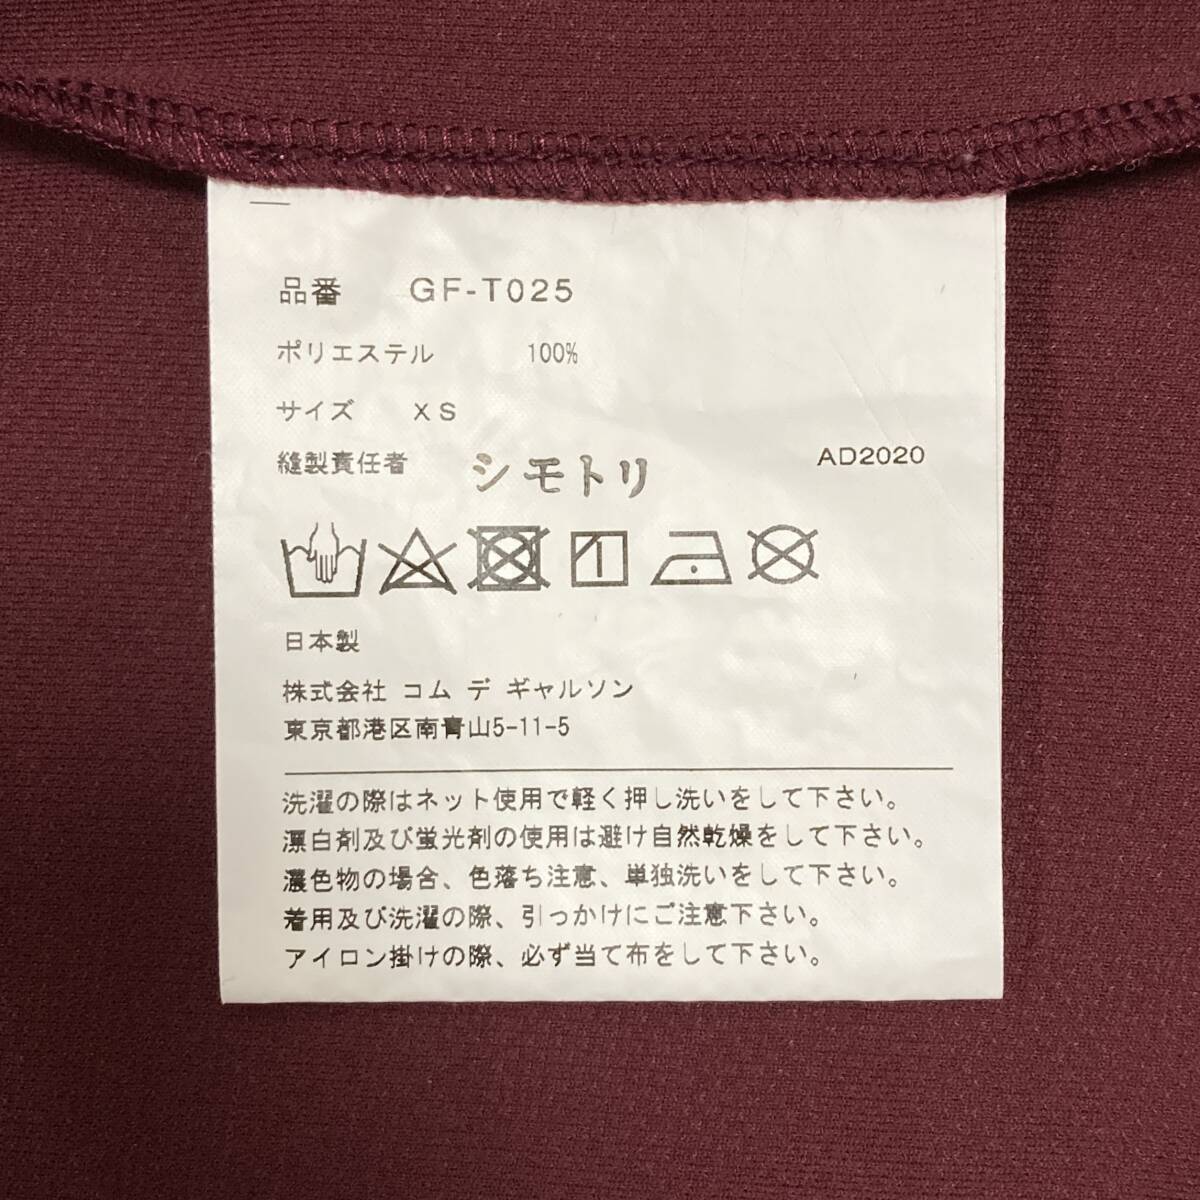 品番 GF-T025
ポリエステル 100%
サイズ XS
縫製責任者 シモトリ AD2020
日本製
株式会社 コム デ ギャルソン
東京都港区南青山5-11-5
洗濯の際はネット使用で軽く押し洗いをして下さい。
漂白剤及び蛍光剤の使用は避け自然乾燥をして下さい。
濃色物の場合、色落ち注意、単独洗いをして下さい。
着用及び洗濯の際、引っかけにご注意下さい。
アイロン掛けの際、必ず当て布をして下さい。